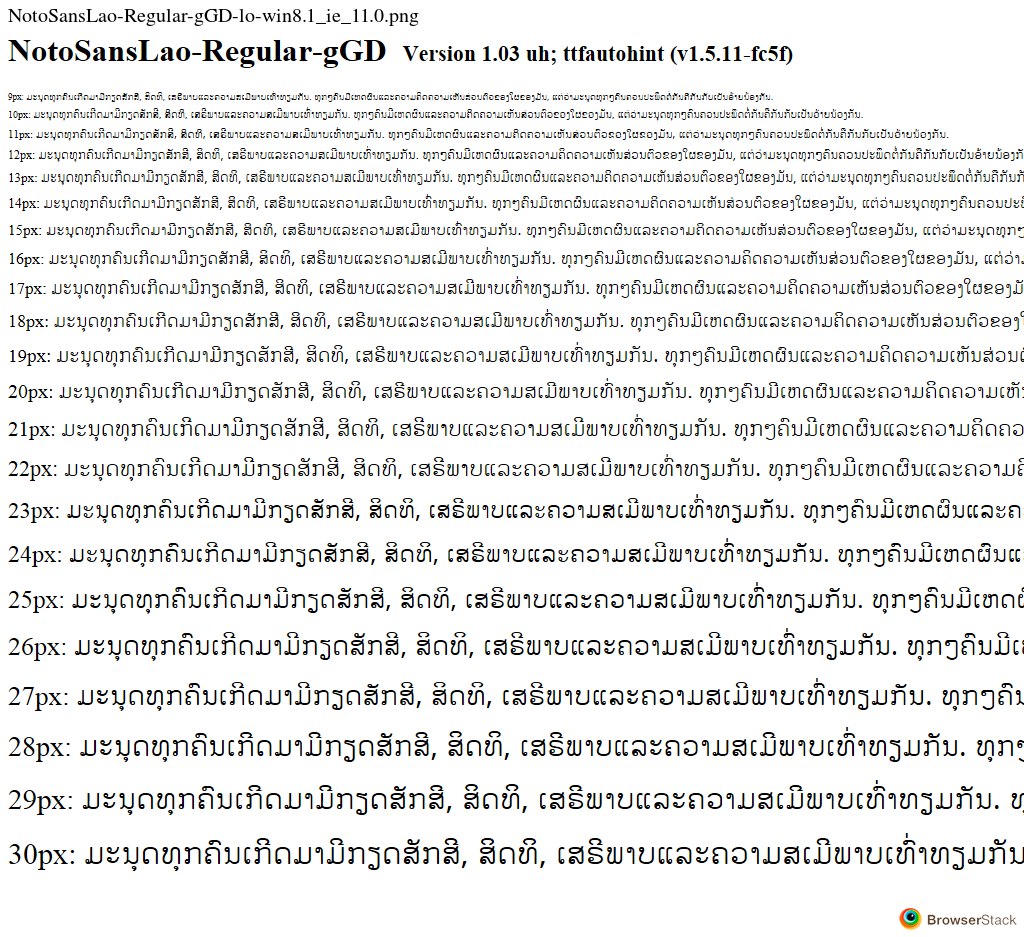 NotoSansLao-Regular-gGD-lo-win8.1_ie_11.0.png
NotoSansLao-Regular-gGD Version 1.03 uh; ttfautohint (v1.5.11-fc5f)
9px: ມະນຸດທຸກຄົນເກີດມາມີກຽດສັກສີ, ສິດທິ, ເສຣີພາບແລະຄວາມສເມີພາບເທົ່າທຽມກັນ. ທຸກໆຄົນມີເຫດຜົນແລະຄວາມຄິດຄວາມເຫັນສ່ວນຕົວຂອງໃຜຂອງມັນ, ແຕ່ວ່າມະນຸດທຸກໆຄົນຄວນປະພຶດຕໍ່ກັນຄືກັນກັບເປັນອ້າຍນ້ອງກັນ.
10px: ມະນຸດທຸກຄົນເກີດມາມີກຽດສັກສີ, ສິດທິ, ເສຣີພາບແລະຄວາມສເມີພາບເທົ່າທຽມກັນ. ທຸກໆຄົນມີເຫດຜົນແລະຄວາມຄິດຄວາມເຫັນສ່ວນຕົວຂອງໃຜຂອງມັນ, ແຕ່ວ່າມະນຸດທຸກໆຄົນຄວນປະພຶດຕໍ່ກັນຄືກັນກັບເປັນອ້າຍນ້ອງກັນ.
11px: ມະນຸດທຸກຄົນເກີດມາມີກຽດສັກສີ, ສິດທິ, ເສຣີພາບແລະຄວາມສເມີພາບເທົ່າທຽມກັນ. ທຸກໆຄົນມີເຫດຜົນແລະຄວາມຄິດຄວາມເຫັນສ່ວນຕົວຂອງໃຜຂອງມັນ, ແຕ່ວ່າມະນຸດທຸກໆຄົນຄວນປະພຶດຕໍ່ກັນຄືກັນກັບເປັນອ້າຍນ້ອງກັນ.
12px: ມະນຸດທຸກຄົນເກີດມາມີກຽດສັກສີ, ສິດທິ, ເສຣີພາບແລະຄວາມສເມີພາບເທົ່າທຽມກັນ. ທຸກໆຄົນມີເຫດຜົນແລະຄວາມຄິດຄວາມເຫັນສ່ວນຕົວຂອງໃຜຂອງມັນ, ແຕ່ວ່າມະນຸດທຸກໆຄົນຄວນປະພຶດຕໍ່ກັນຄືກັນກັບເປັນອ້າຍນ້ອງກັ
13px: ມະນຸດທຸກຄົນເກີດມາມີກຽດສັກສີ, ສິດທິ, ເສຣີພາບແລະຄວາມສເມີພາບເທົ່າທຽມກັນ. ທຸກໆຄົນມີເຫດຜົນແລະຄວາມຄິດຄວາມເຫັນສ່ວນຕົວຂອງໃຜຂອງມັນ, ແຕ່ວ່າມະນຸດທຸກໆຄົນຄວນປະພຶດຕໍ່ກັນຄືກັນກັ
14px: ມະນຸດທຸກຄົນເກີດມາມີກຽດສັກສີ, ສິດທິ, ເສຣີພາບແລະຄວາມສເມີພາບເທົ່າທຽມກັນ. ທຸກໆຄົນມີເຫດຜົນແລະຄວາມຄິດຄວາມເຫັນສ່ວນຕົວຂອງໃຜຂອງມັນ, ແຕ່ວ່າມະນຸດທຸກໆຄົນຄວນປະພຶ
15px: ມະນຸດທຸກຄົນເກີດມາມີກຽດສັກສີ, ສິດທິ, ເສຣີພາບແລະຄວາມສເມີພາບເທົ່າທຽມກັນ. ທຸກໆຄົນມີເຫດຜົນແລະຄວາມຄິດຄວາມເຫັນສ່ວນຕົວຂອງໃຜຂອງມັນ, ແຕ່ວ່າມະນຸດທຸກໆ
16px: ມະນຸດທຸກຄົນເກີດມາມີກຽດສັກສີ, ສິດທິ, ເສຣີພາບແລະຄວາມສເມີພາບເທົ່າທຽມກັນ. ທຸກໆຄົນມີເຫດຜົນແລະຄວາມຄິດຄວາມເຫັນສ່ວນຕົວຂອງໃຜຂອງມັນ, ແຕ່ວ່າ
17px: ມະນຸດທຸກຄົນເກີດມາມີກຽດສັກສີ, ສິດທິ, ເສຣີພາບແລະຄວາມສເມີພາບເທົ່າທຽມກັນ. ທຸກໆຄົນມີເຫດຜົນແລະຄວາມຄິດຄວາມເຫັນສ່ວນຕົວຂອງໃຜຂອງມັ
18px: ມະນຸດທຸກຄົນເກີດມາມີກຽດສັກສີ, ສິດທິ, ເສຣີພາບແລະຄວາມສເມີພາບເທົ່າທຽມກັນ. ທຸກໆຄົນມີເຫດຜົນແລະຄວາມຄິດຄວາມເຫັນສ່ວນຕົວຂອງ
19px: ມະນຸດທຸກຄົນເກີດມາມີກຽດສັກສີ, ສິດທິ, ເສຣີພາບແລະຄວາມສເມີພາບເທົ່າທຽມກັນ. ທຸກໆຄົນມີເຫດຜົນແລະຄວາມຄິດຄວາມເຫັນສ່ວນ
20px: ມະນຸດທຸກຄົນເກີດມາມີກຽດສັກສີ, ສິດທິ, ເສຣີພາບແລະຄວາມສເມີພາບເທົ່າທຽມກັນ. ທຸກໆຄົນມີເຫດຜົນແລະຄວາມຄິດຄວາມເຫັນ
21px: ມະນຸດທຸກຄົນເກີດມາມີກຽດສັກສີ, ສິດທິ, ເສຣີພາບແລະຄວາມສເມີພາບເທົ່າທຽມກັນ. ທຸກໆຄົນມີເຫດຜົນແລະຄວາມຄິດຄວ
22px: ມະນຸດທຸກຄົນເກີດມາມີກຽດສັກສີ, ສິດທິ, ເສຣີພາບແລະຄວາມສເມີພາບເທົ່າທຽມກັນ. ທຸກໆຄົນມີເຫດຜົນແລະຄວາມຄິ
23px: ມະນຸດທຸກຄົນເກີດມາມີກຽດສັກສີ, ສິດທິ, ເສຣີພາບແລະຄວາມສເມີພາບເທົ່າທຽມກັນ. ທຸກໆຄົນມີເຫດຜົນແລະຄ
24px: ມະນຸດທຸກຄົນເກີດມາມີກຽດສັກສີ, ສິດທິ, ເສຣີພາບແລະຄວາມສເມີພາບເທົ່າທຽມກັນ. ທຸກໆຄົນມີເຫດຜົນແ
25px: ມະນຸດທຸກຄົນເກີດມາມີກຽດສັກສີ, ສິດທິ, ເສຣີພາບແລະຄວາມສເມີພາບເທົ່າທຽມກັນ. ທຸກໆຄົນມີເຫດຜົ
26px: ມະນຸດທຸກຄົນເກີດມາມີກຽດສັກສີ, ສິດທິ, ເສຣີພາບແລະຄວາມສເມີພາບເທົ່າທຽມກັນ. ທຸກໆຄົນມີເ
27px: ມະນຸດທຸກຄົນເກີດມາມີກຽດສັກສີ, ສິດທິ, ເສຣີພາບແລະຄວາມສເມີພາບເທົ່າທຽມກັນ. ທຸກໆຄົນ
28px: ມະນຸດທຸກຄົນເກີດມາມີກຽດສັກສີ, ສິດທິ, ເສຣີພາບແລະຄວາມສເມີພາບເທົ່າທຽມກັນ. ທຸກໆ
29px: ມະນຸດທຸກຄົນເກີດມາມີກຽດສັກສີ, ສິດທິ, ເສຣີພາບແລະຄວາມສເມີພາບເທົ່າທຽມກັນ. ທຸ
30px: ມະນຸດທຸກຄົນເກີດມາມີກຽດສັກສີ, ສິດທິ, ເສຣີພາບແລະຄວາມສເມີພາບເທົ່າທຽມກັນ
BrowserStack